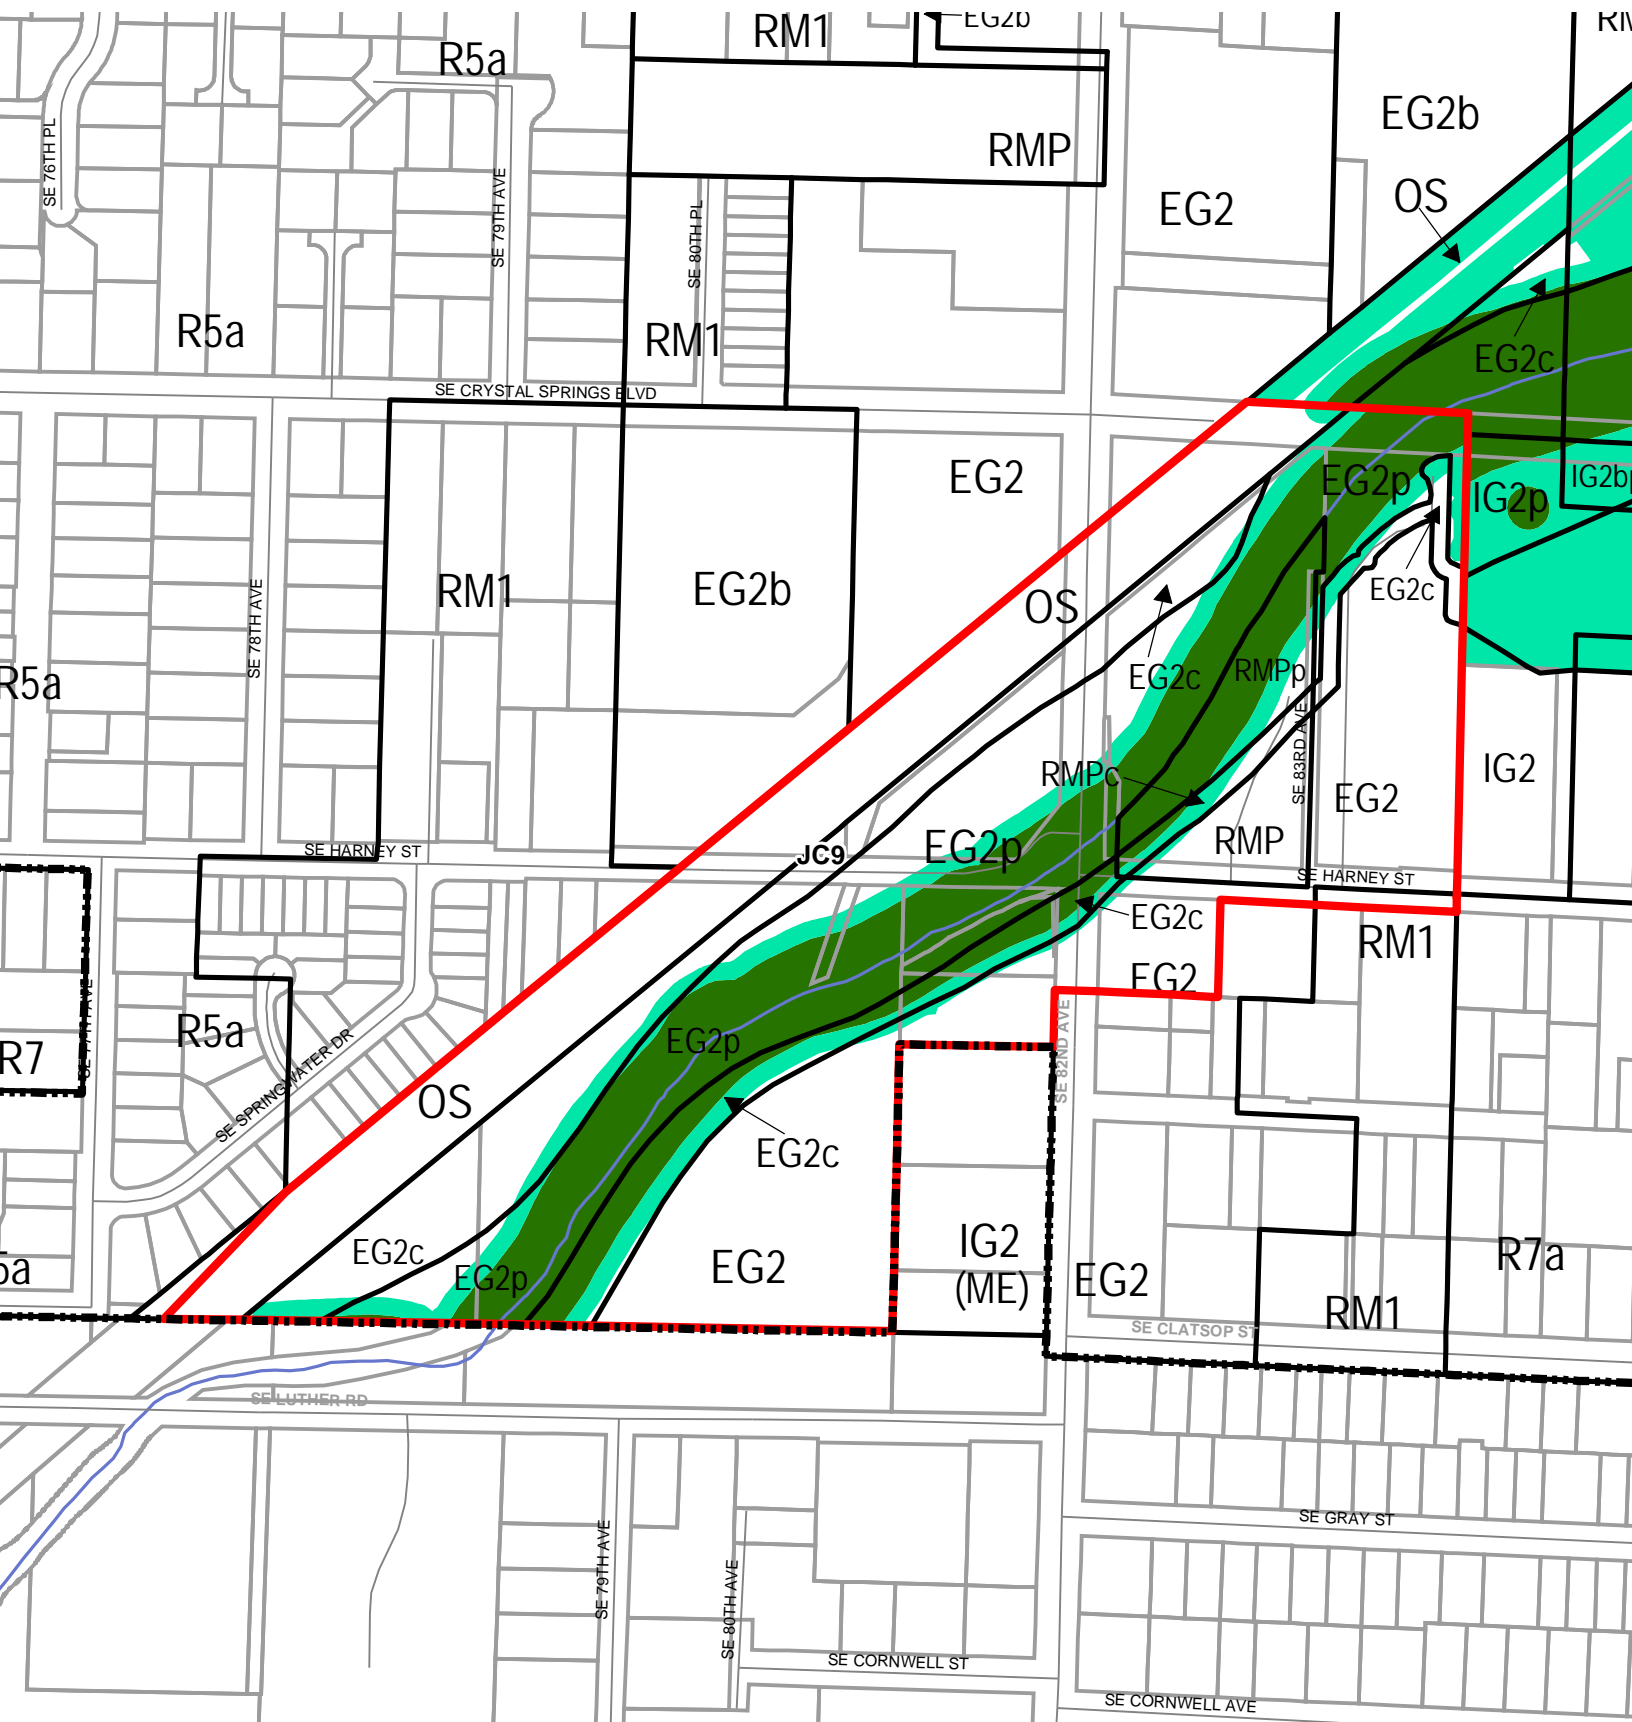 RM1
EG2b
R5a
EG2b
RMP
SE 76TH PL
SE 79TH AVE
EG2
OS
SE 80TH PL
R5a
RM1
EG2c
SE CRYSTAL SPRINGS BLVD
EG2
EG2p
IG2p
IG2bp
RM1
EG2b
EG2c
OS
SE 78TH AVE
R5a
EG2c
RMPp
SE 83RD AVE
RMPc
IG2
EG2
EG2p
RMP
JC9
SE HARNEY ST
SE HARNEY ST
EG2c
RM1
EG2
R5a
R7
EG2p
SE 82ND AVE
SE SPRINGWATER DR
OS
EG2c
IG2
(ME)
EG2c
EG2p
EG2
EG2
R7a
RM1
SE CLATSOP ST
SE LUTHER RD
SE GRAY ST
SE 79TH AVE
SE 80TH AVE
SE CORNWELL ST
SE CORNWELL AVE